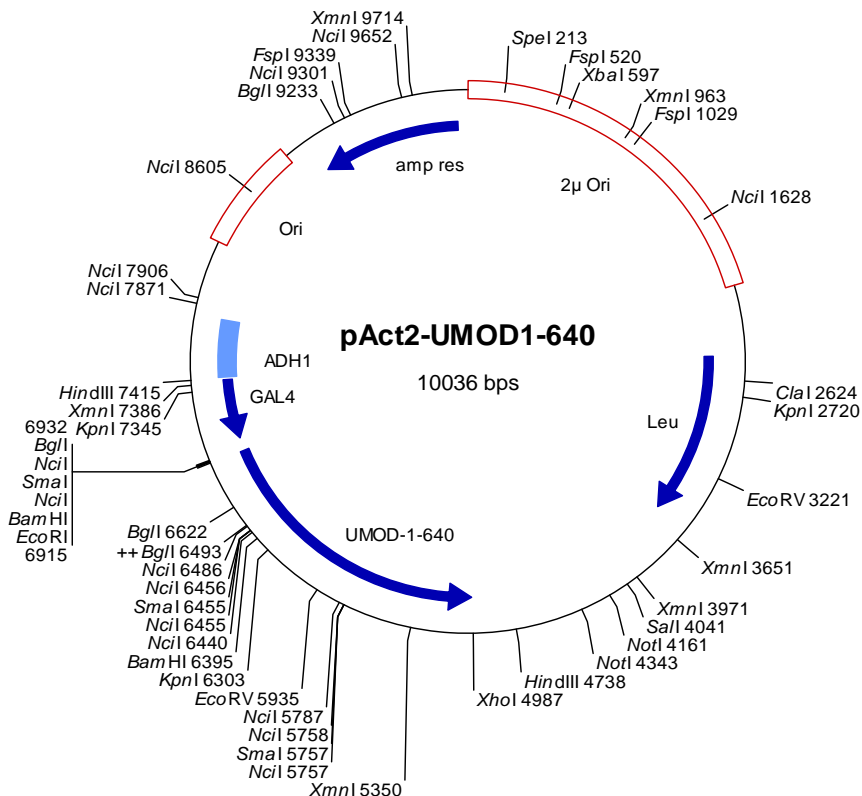 XmnI 9714
NciI 9652
FspI 9339
NciI 9301
BglI 9233
SpeI 213
FspI 520
XbaI 597
XmnI 963
FspI 1029
NciI 1628
amp res
2µ Ori
NciI 8605
Ori
NciI 7906
NciI 7871
pAct2-UMOD1-640
10036 bps
ADH1
GAL4
HindIII 7415
XmnI 7386
KpnI 7345
ClaI 2624
KpnI 2720
Leu
6932
BglI
NciI
SmaI
NciI
BamHI
EcoRI
6915
EcoRV 3221
UMOD-1-640
BglI 6622
++BglI 6493
NciI 6486
NciI 6456
SmaI 6455
NciI 6455
NciI 6440
BamHI 6395
KpnI 6303
EcoRV 5935
NciI 5787
NciI 5758
SmaI 5757
NciI 5757
XmnI 5350
XmnI 3651
XmnI 3971
SalI 4041
NotI 4161
NotI 4343
HindIII 4738
XhoI 4987